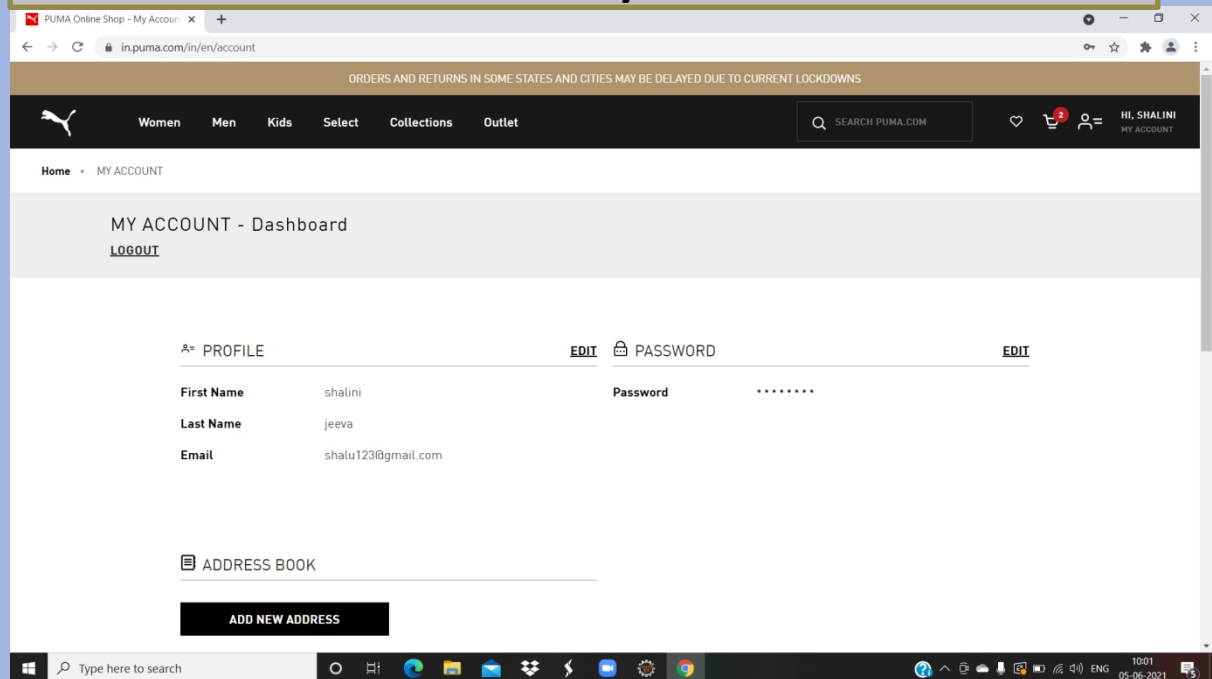 PUMA Online Shop - My Accoun
in.puma.com/in/en/account
ORDERS AND RETURNS IN SOME STATES AND CITIES MAY BE DELAYED DUE TO CURRENT LOCKDOWNS
Women Men Kids Select Collections Outlet SEARCH PUMA.COM 2 HI, SHALINI
MY ACCOUNT
Home • MY ACCOUNT
MY ACCOUNT - Dashboard
LOGOUT
PROFILE EDIT PASSWORD EDIT
First Name shalini Password ••••••••
Last Name jeeva
Email shalu123@gmail.com
ADDRESS BOOK
ADD NEW ADDRESS
Type here to search ENG 10:01
05-06-2021 5